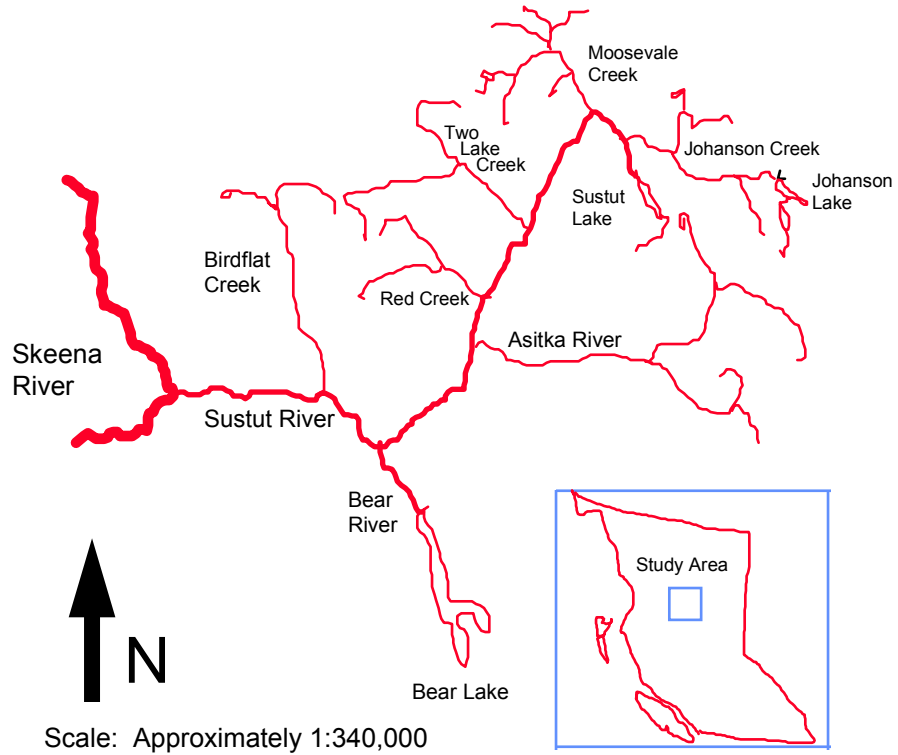 Moosevale
Creek
Two
Lake
Creek
Johanson Creek
Johanson
Lake
Sustut
Lake
Birdflat
Creek
Red Creek
Asitka River
Skeena
River
Sustut River
Bear
River
Study Area
N
Bear Lake
Scale: Approximately 1:340,000